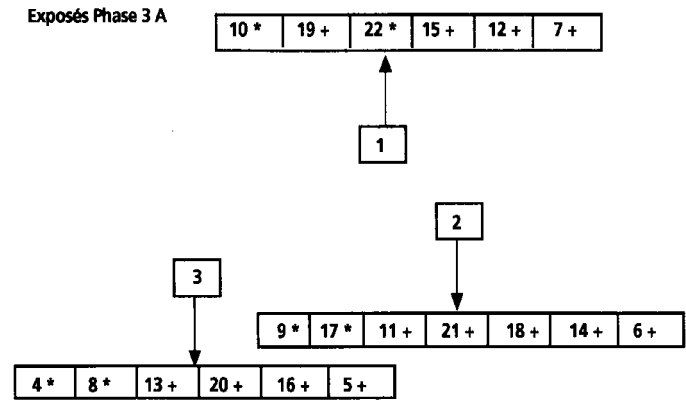 Exposés Phase 3 A
10 * 19 + 22 * 15 + 12 + 7 +
1
2
3
9 * 17 * 11 + 21 + 18 + 14 + 6 +
4 * 8 * 13 + 20 + 16 + 5 +